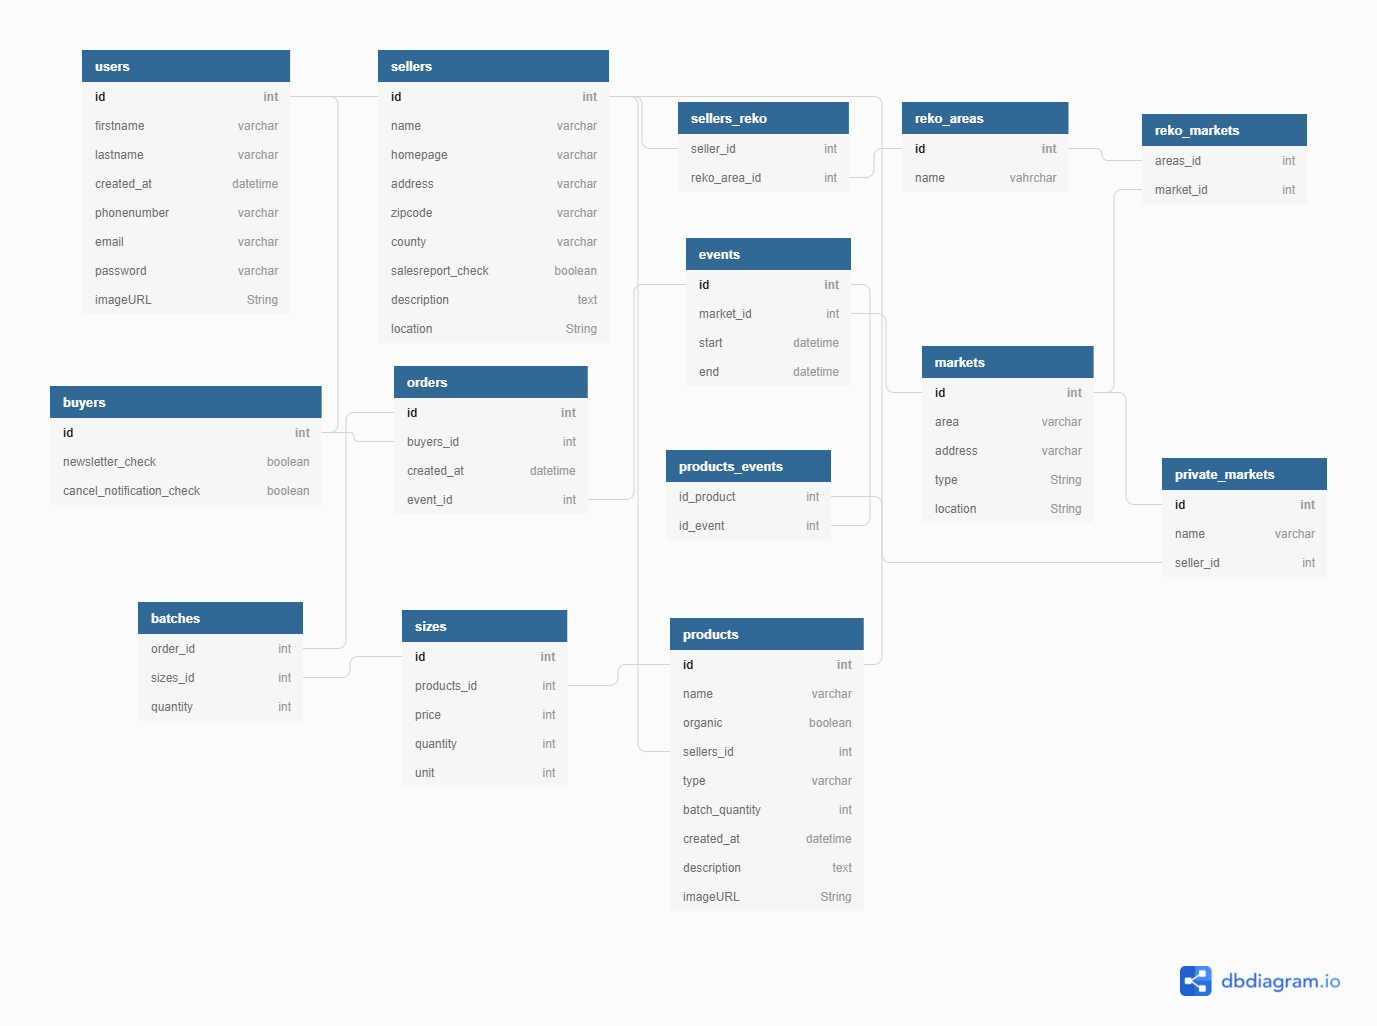 users
id int
firstname varchar
lastname varchar
created_at datetime
phonenumber varchar
email varchar
password varchar
imageURL String
sellers
id int
name varchar
homepage varchar
address varchar
zipcode varchar
county varchar
salesreport_check boolean
description text
location String
sellers_reko
seller_id int
reko_area_id int
reko_areas
id int
name vahrchar
reko_markets
areas_id int
market_id int
events
id int
market_id int
start datetime
end datetime
markets
id int
area varchar
address varchar
type String
location String
buyers
id int
newsletter_check boolean
cancel_notification_check boolean
orders
id int
buyers_id int
created_at datetime
event_id int
products_events
id_product int
id_event int
private_markets
id int
name varchar
seller_id int
batches
order_id int
sizes_id int
quantity int
sizes
id int
products_id int
price int
quantity int
unit int
products
id int
name varchar
organic boolean
sellers_id int
type varchar
batch_quantity int
created_at datetime
description text
imageURL String
dbdiagram.io